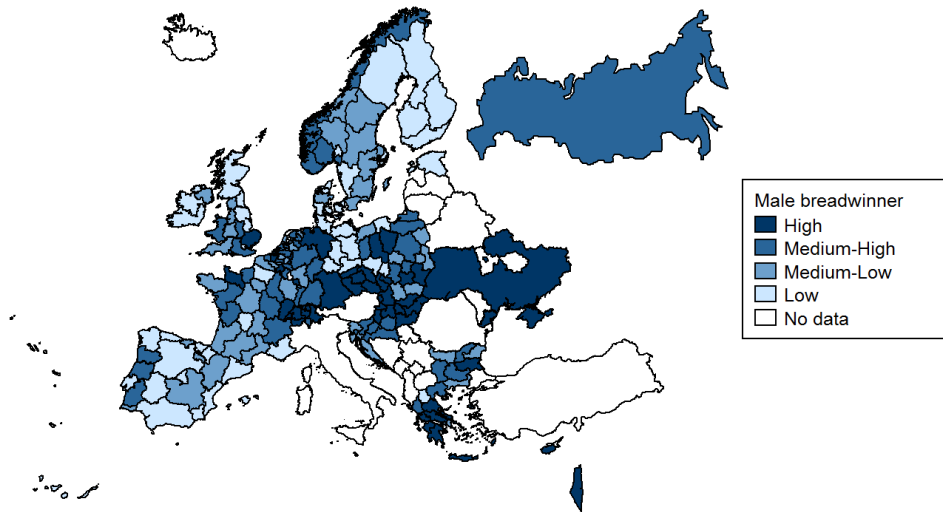 Male breadwinner
High
Medium-High
Medium-Low
Low
No data